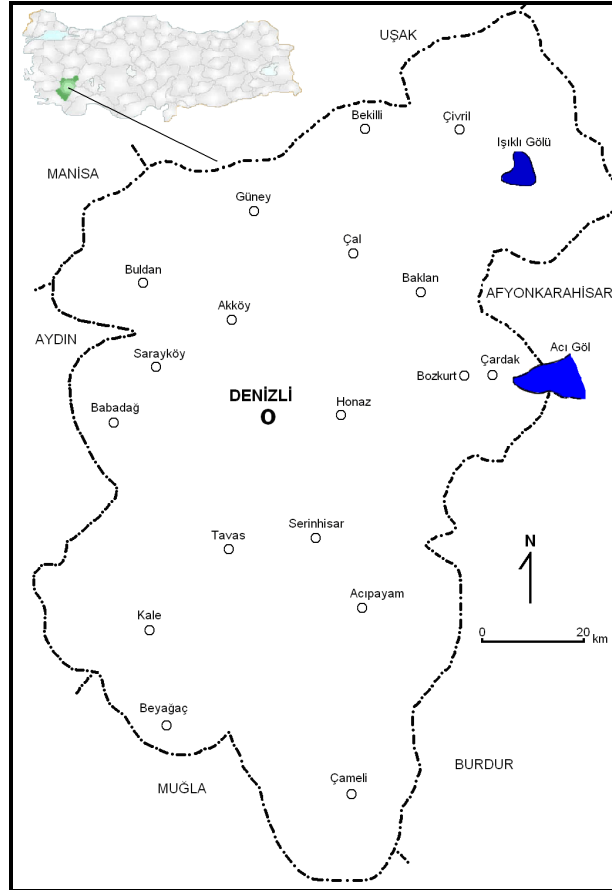 UŞAK
Bekilli
Çivril
Işıklı Gölü
MANİSA
Güney
Çal
Buldan
Baklan
AFYONKARAHİSAR
Akköy
AYDIN
Sarayköy
Acı Göl
Bozkurt
Çardak
DENİZLİ
Honaz
Babadağ
Serinhisar
Tavas
N
Acıpayam
Kale
0 20 km
Beyağaç
BURDUR
MUĞLA
Çameli